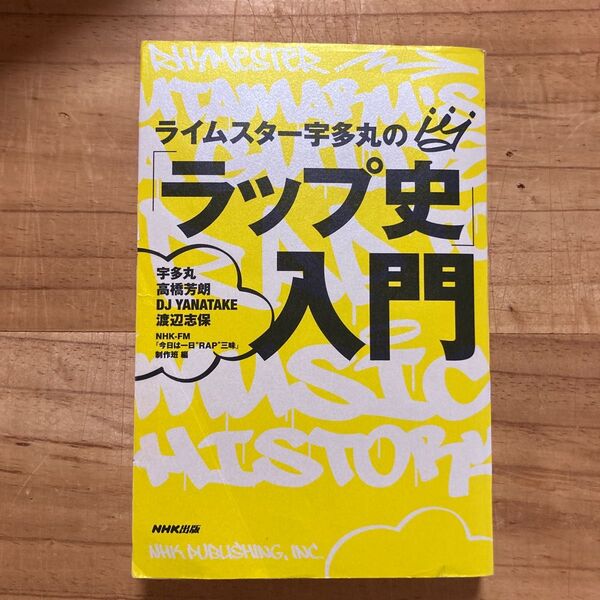 RHYMESTER
UTAMARU'S
ライムスター宇多丸の
「ラップ史」
入門
RAP
宇多丸
高橋芳朗
DJ YANATAKE
渡辺志保
NHK-FM
「今日は一日“RAP”三昧」
制作班 編
MUSIC
HISTORY
NHK出版
NHK PUBLISHING, INC.